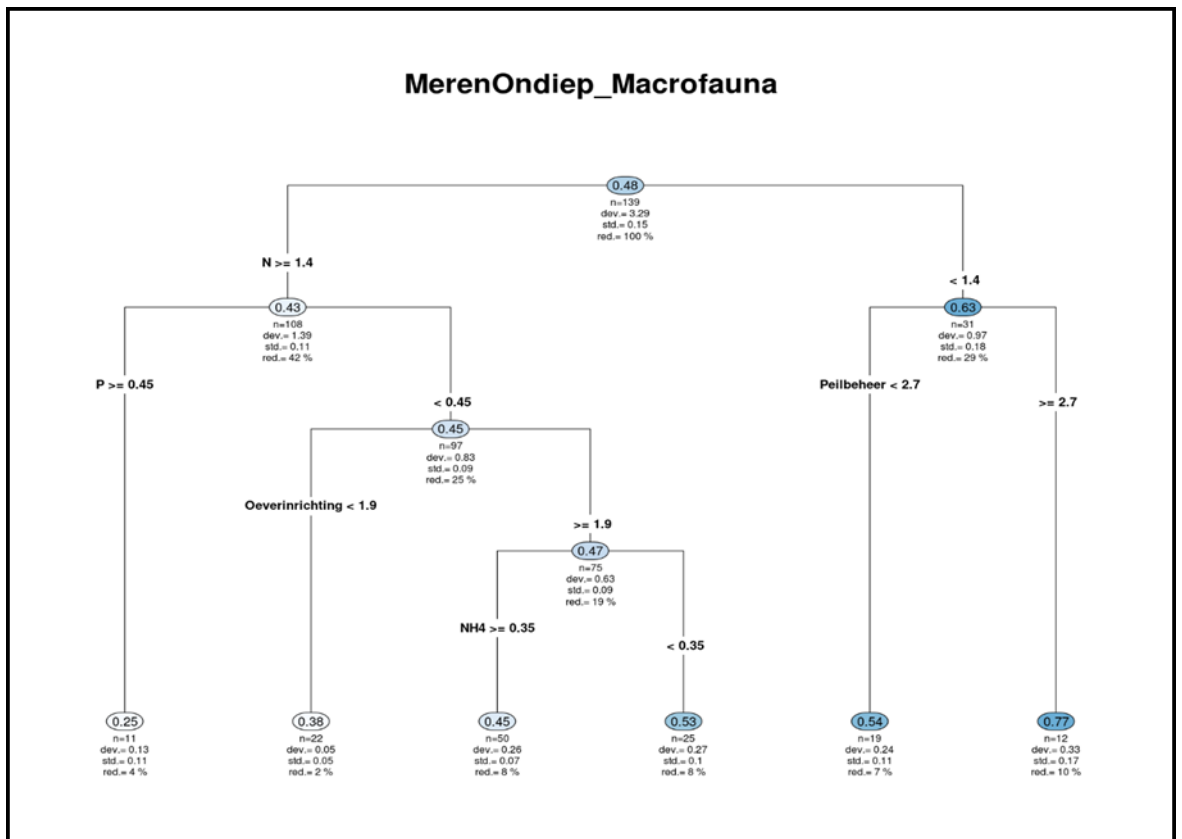 MerenOndiep_Macrofauna
0.48
n=139
dev.= 3.29
std.= 0.15
red.= 100 %
N >= 1.4
< 1.4
0.43
n=108
dev.= 1.39
std.= 0.11
red.= 42 %
0.63
n=31
dev.= 0.97
std.= 0.18
red.= 29 %
P >= 0.45
< 0.45
Peilbeheer < 2.7
>= 2.7
0.45
n=97
dev.= 0.83
std.= 0.09
red.= 25 %
Oeverinrichting < 1.9
>= 1.9
0.47
n=75
dev.= 0.63
std.= 0.09
red.= 19 %
NH4 >= 0.35
< 0.35
0.25
n=11
dev.= 0.13
std.= 0.11
red.= 4 %
0.38
n=22
dev.= 0.05
std.= 0.05
red.= 2 %
0.45
n=50
dev.= 0.26
std.= 0.07
red.= 8 %
0.53
n=25
dev.= 0.27
std.= 0.1
red.= 8 %
0.54
n=19
dev.= 0.24
std.= 0.11
red.= 7 %
0.77
n=12
dev.= 0.33
std.= 0.17
red.= 10 %